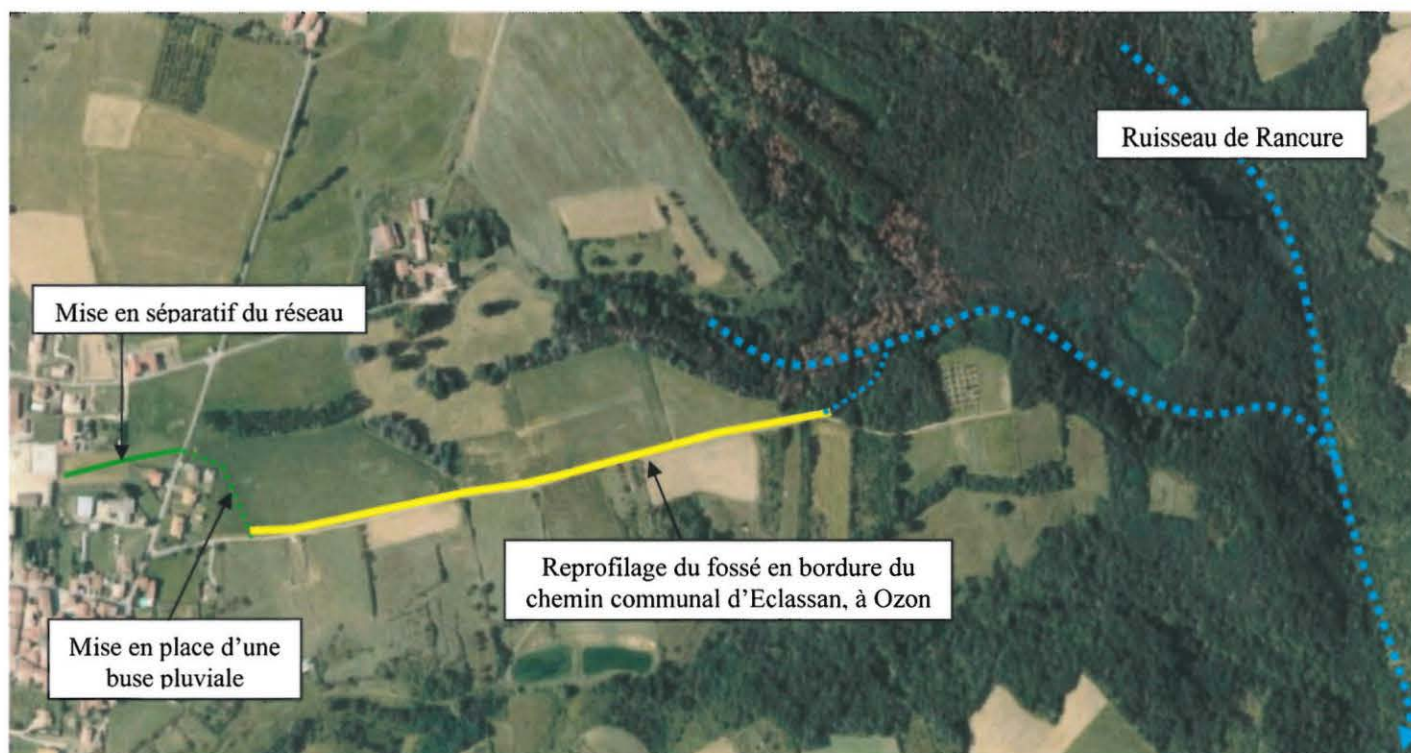 Ruisseau de Rancure
Mise en séparatif du réseau
Reprofilage du fossé en bordure du
chemin communal d'Eclassan, à Ozon
Mise en place d'une
buse pluviale